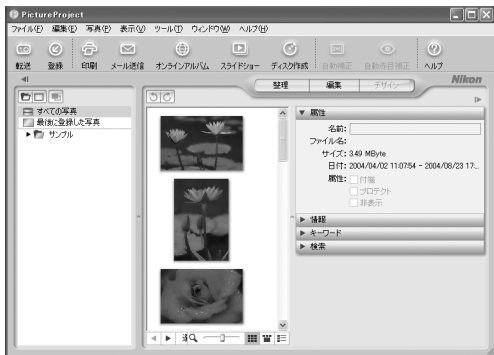 PictureProject
ファイル(F) 編集(E) 写真(P) 表示(V) ツール(T) ウィンドウ(W) ヘルプ(H)
転送 登録 印刷 メール送信 オンラインアルバム スライドショー ディスク作成 自動補正 自動赤目補正 ヘルプ
整理 編集 デザイン
Nikon
すべての写真
最後に登録した写真
サンプル
属性
名前:
ファイル名:
サイズ: 3.49 MByte
日付: 2004/04/02 11:07:54 - 2004/08/23 17:...
属性: 付箋
プロテクト
非表示
情報
キーワード
検索